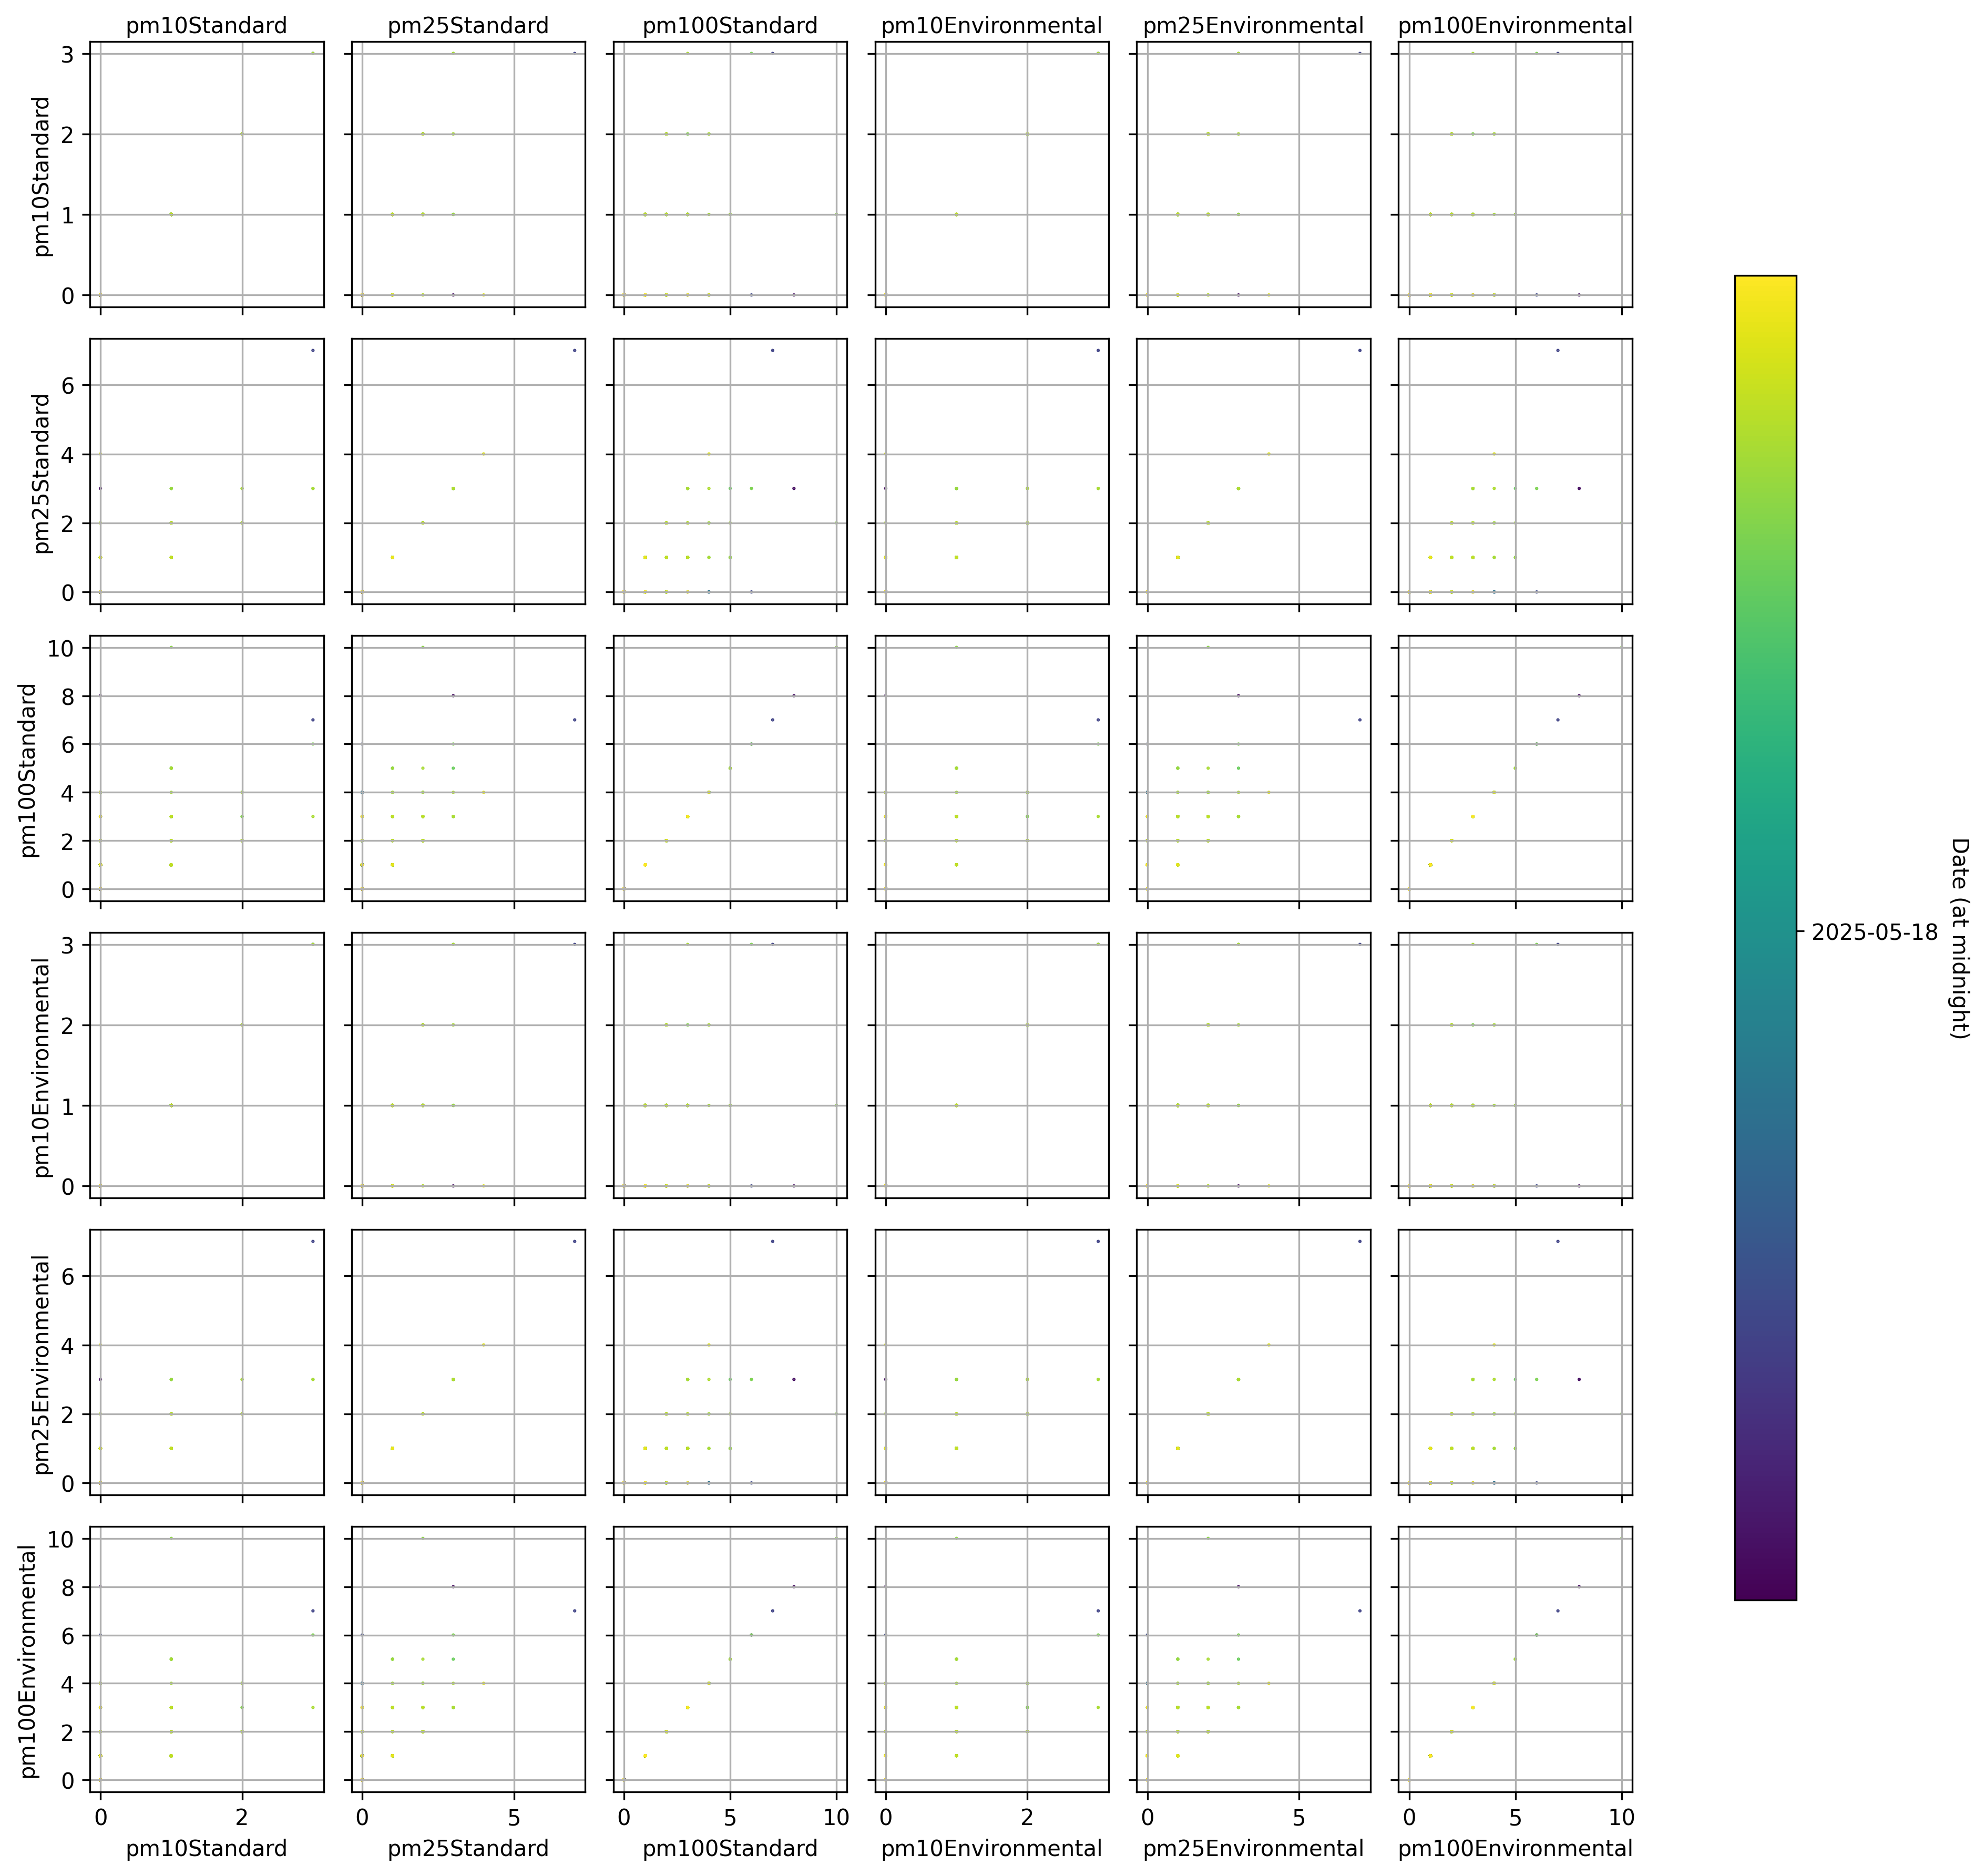 pm10Standard pm25Standard pm100Standard pm10Environmental pm25Environmental pm100Environmental
pm10Standard
3
2
1
0
pm25Standard
6
4
2
0
pm100Standard
10
8
6
4
2
0
pm10Environmental
3
2
1
0
pm25Environmental
6
4
2
0
pm100Environmental
10
8
6
4
2
0
0 2 0 5 0 5 10 0 2 0 5 0 5 10
pm10Standard pm25Standard pm100Standard pm10Environmental pm25Environmental pm100Environmental
2025-05-18
Date (at midnight)